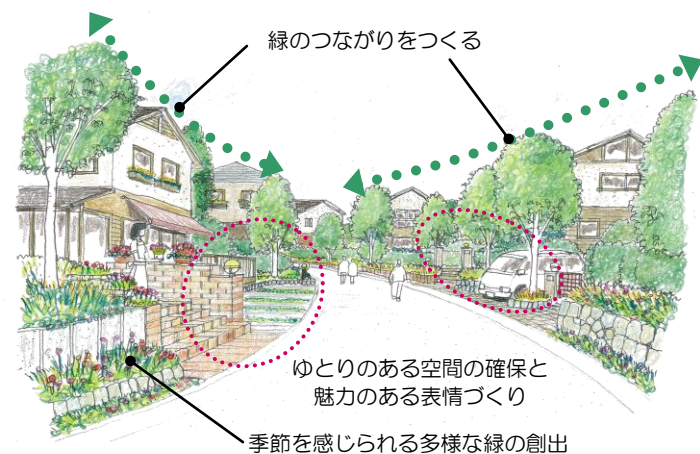 緑のつながりをつくる
ゆとりのある空間の確保と
魅力のある表情づくり
季節を感じられる多様な緑の創出